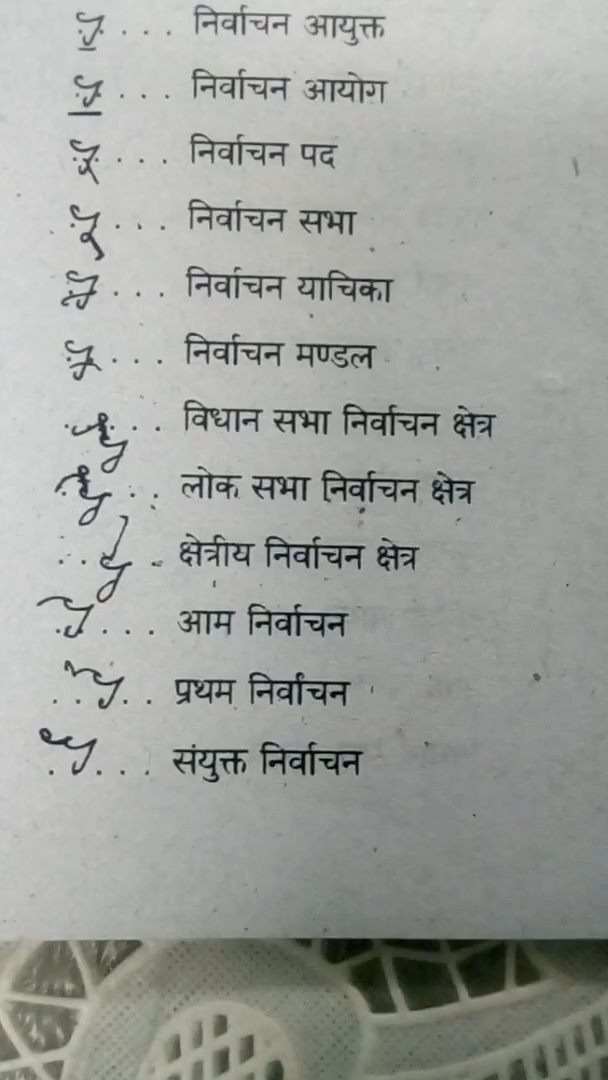 ... निर्वाचन आयुक्त
... निर्वाचन आयोग
... निर्वाचन पद
... निर्वाचन सभा
... निर्वाचन याचिका
... निर्वाचन मण्डल
... विधान सभा निर्वाचन क्षेत्र
... लोक सभा निर्वाचन क्षेत्र
... क्षेत्रीय निर्वाचन क्षेत्र
... आम निर्वाचन
... प्रथम निर्वाचन
... संयुक्त निर्वाचन